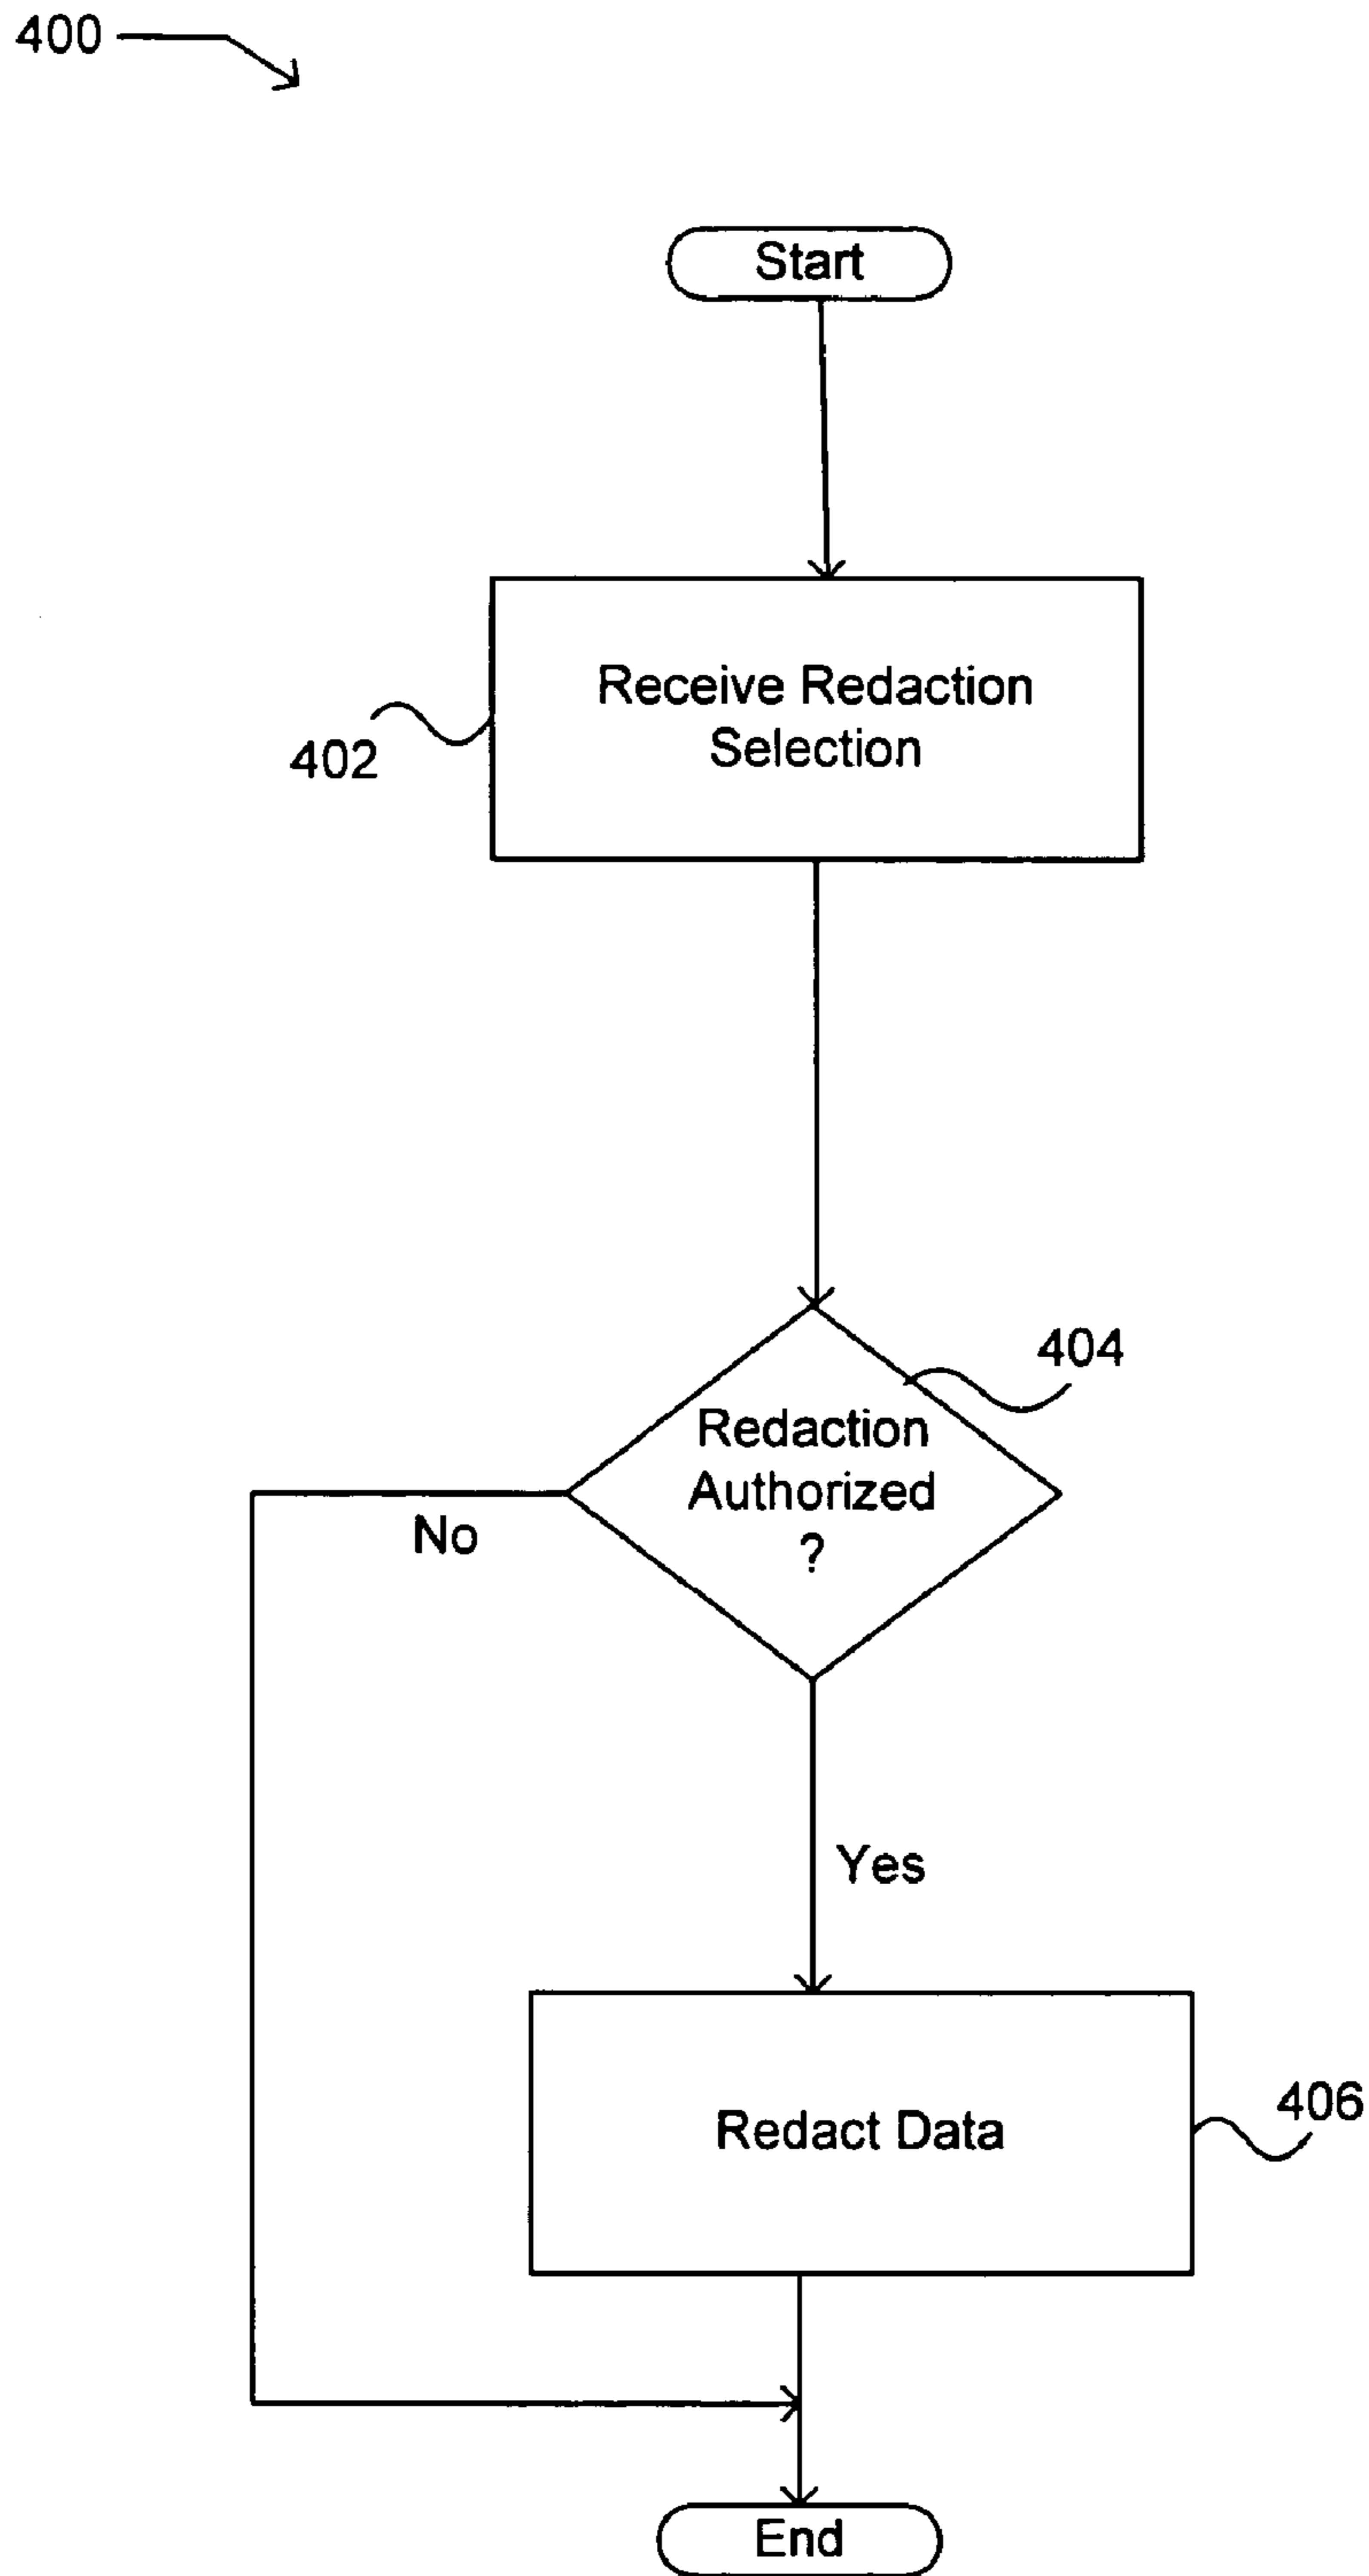 400
Start
Receive Redaction
Selection
402
404
Redaction
Authorized
?
No
Yes
Redact Data
406
End